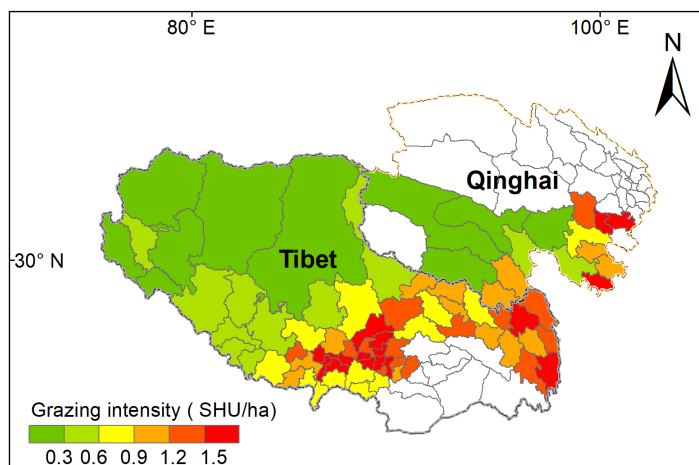 80° E
100° E
N
Qinghai
30° N
Tibet
Grazing intensity ( SHU/ha)
0.3 0.6 0.9 1.2 1.5